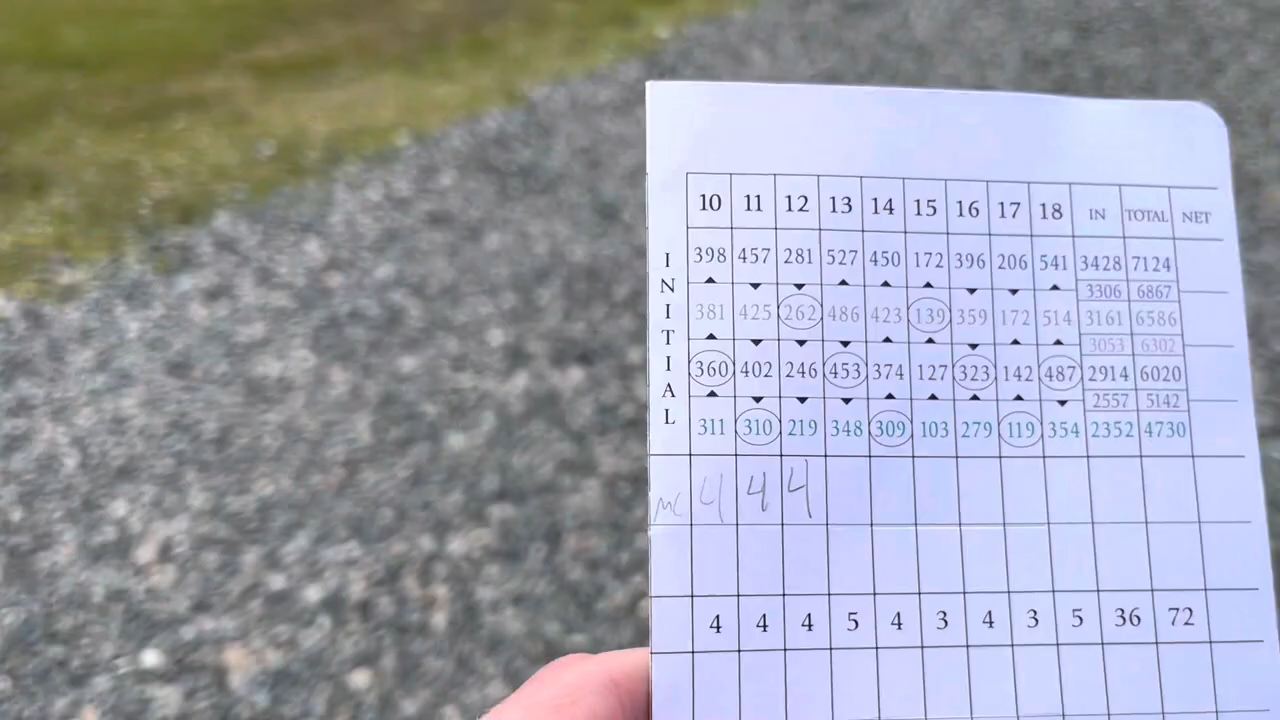 10 11 12 13 14 15 16 17 18 IN TOTAL NET
INITIAL
398 457 281 527 450 172 396 206 541 3428 7124
3306 6867
381 425 262 486 423 139 359 172 514 3161 6586
3053 6302
360 402 246 453 374 127 323 142 487 2914 6020
2557 5142
311 310 219 348 309 103 279 119 354 2352 4730
MC 4 4 4
4 4 4 5 4 3 4 3 5 36 72